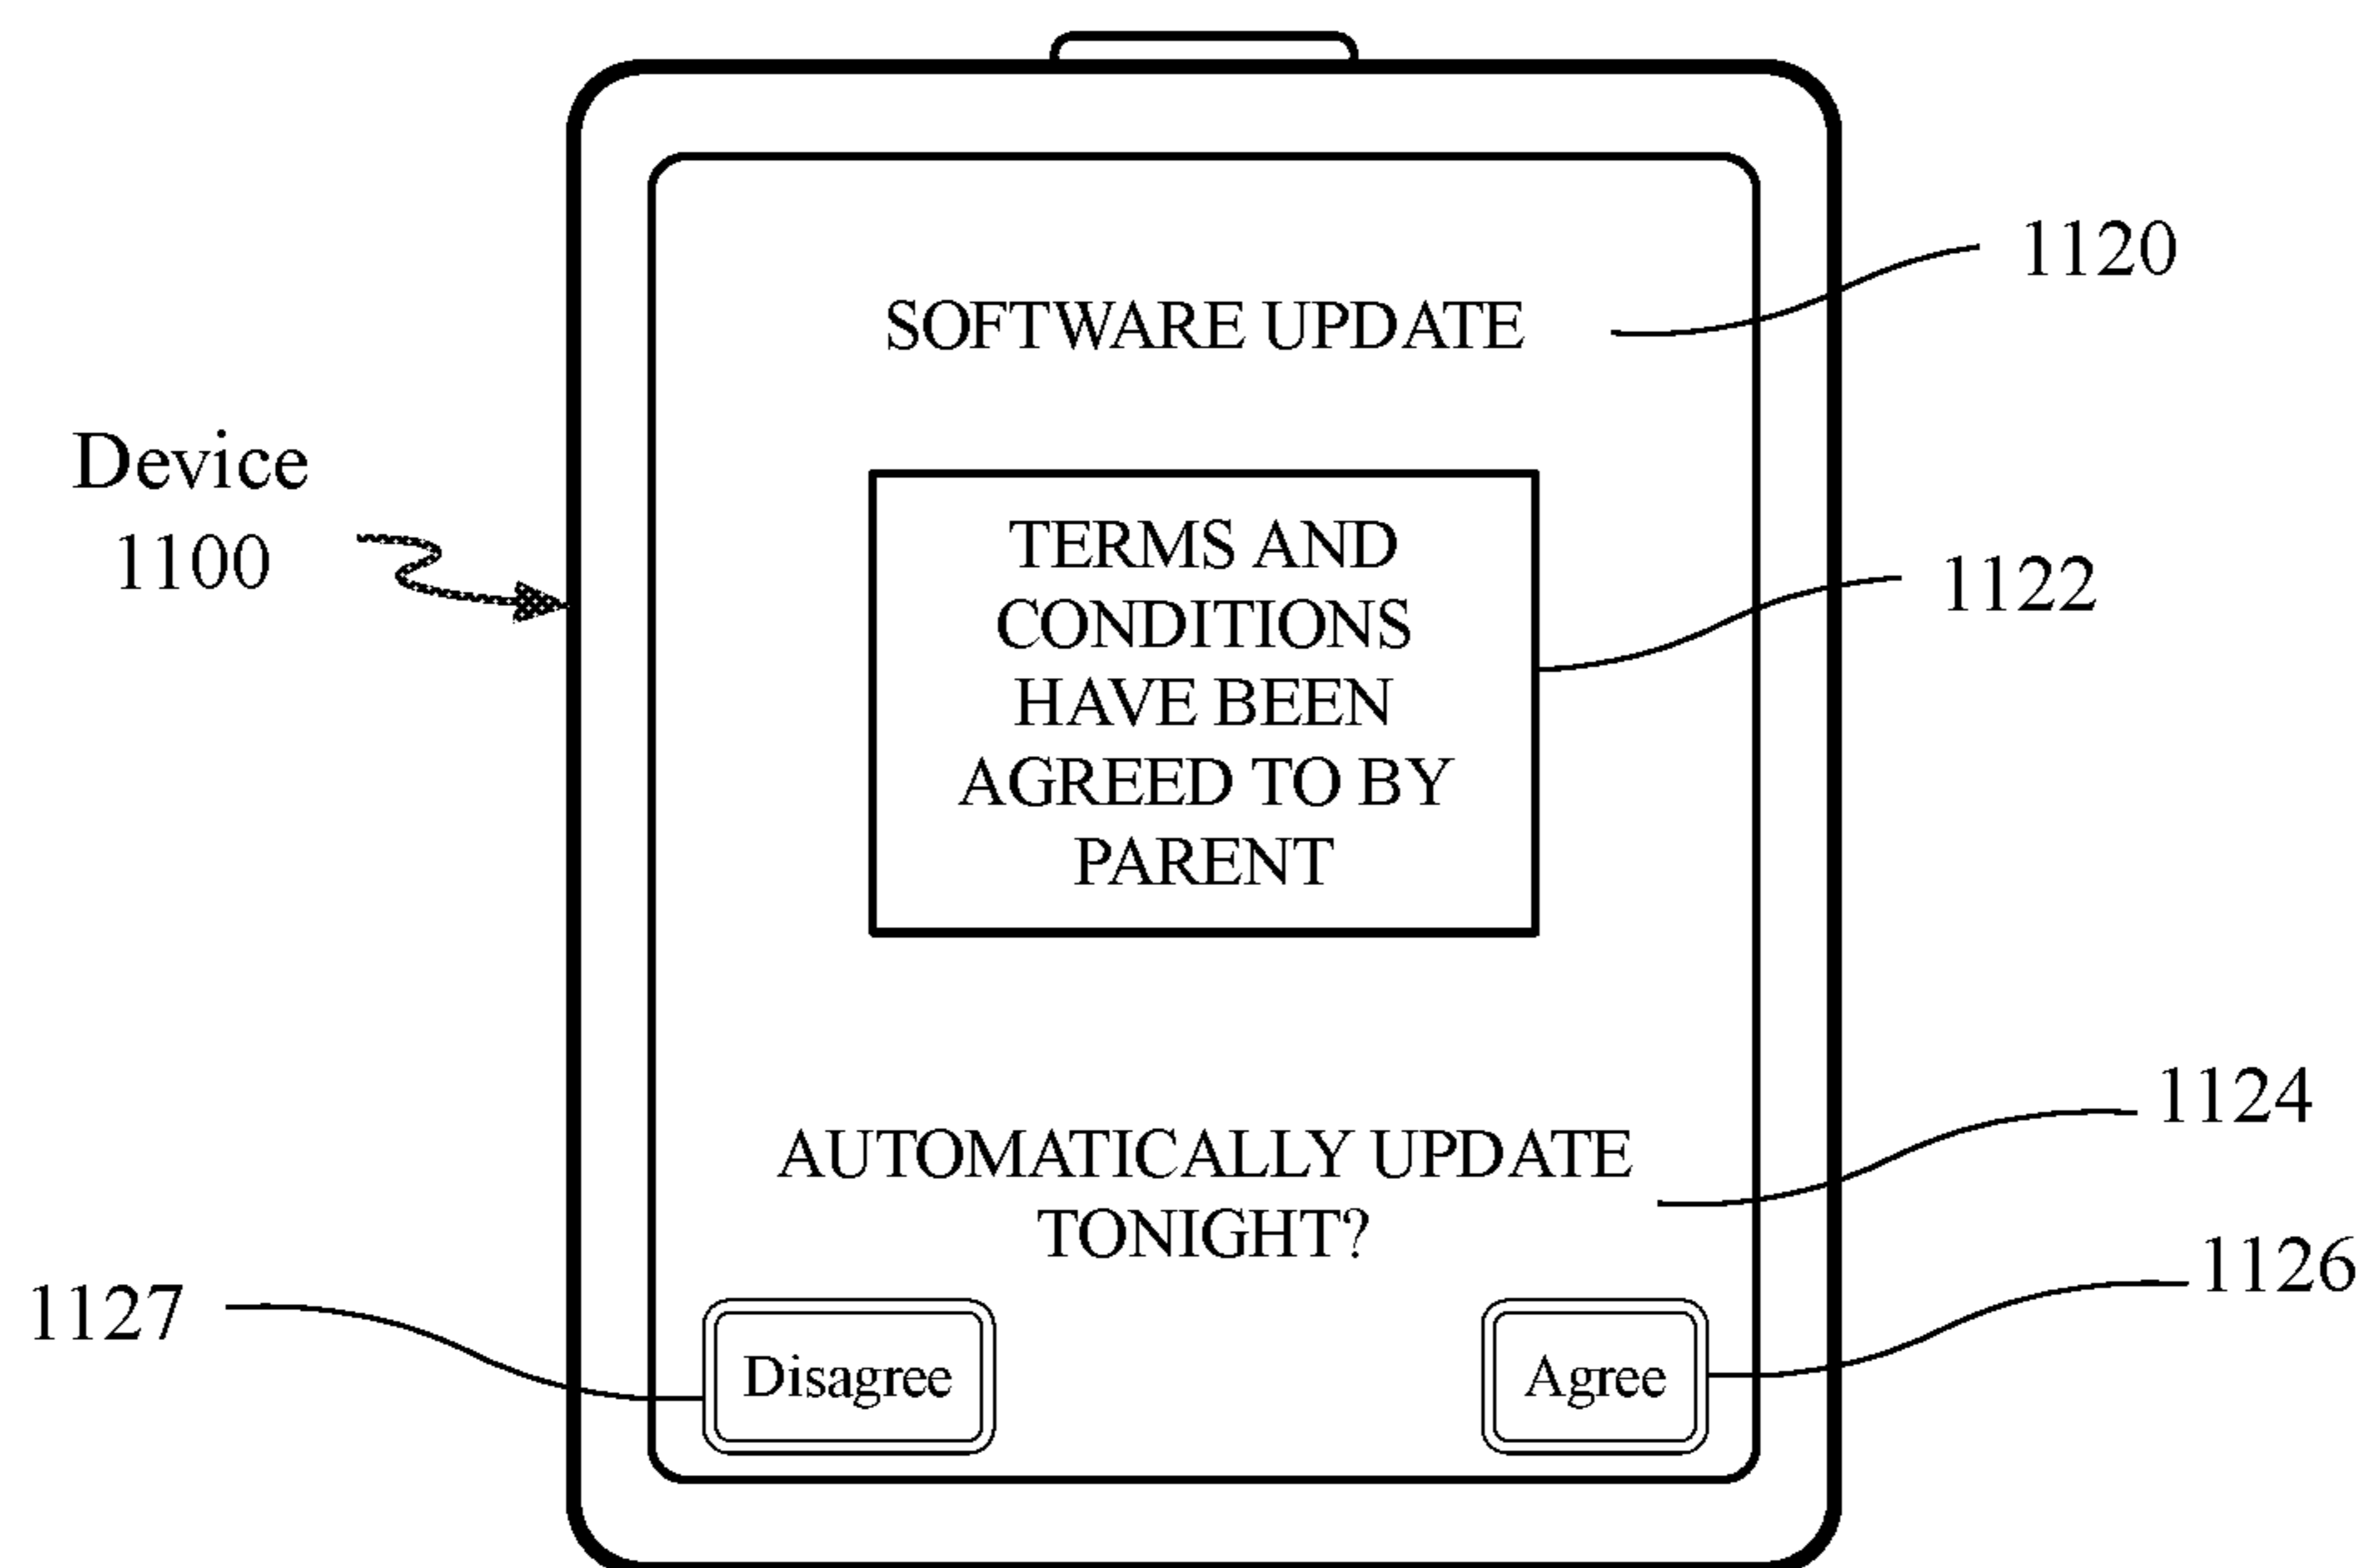 1120
SOFTWARE UPDATE
Device
1100
TERMS AND
CONDITIONS
HAVE BEEN
AGREED TO BY
PARENT
1122
1124
AUTOMATICALLY UPDATE
TONIGHT?
1126
1127
Disagree
Agree